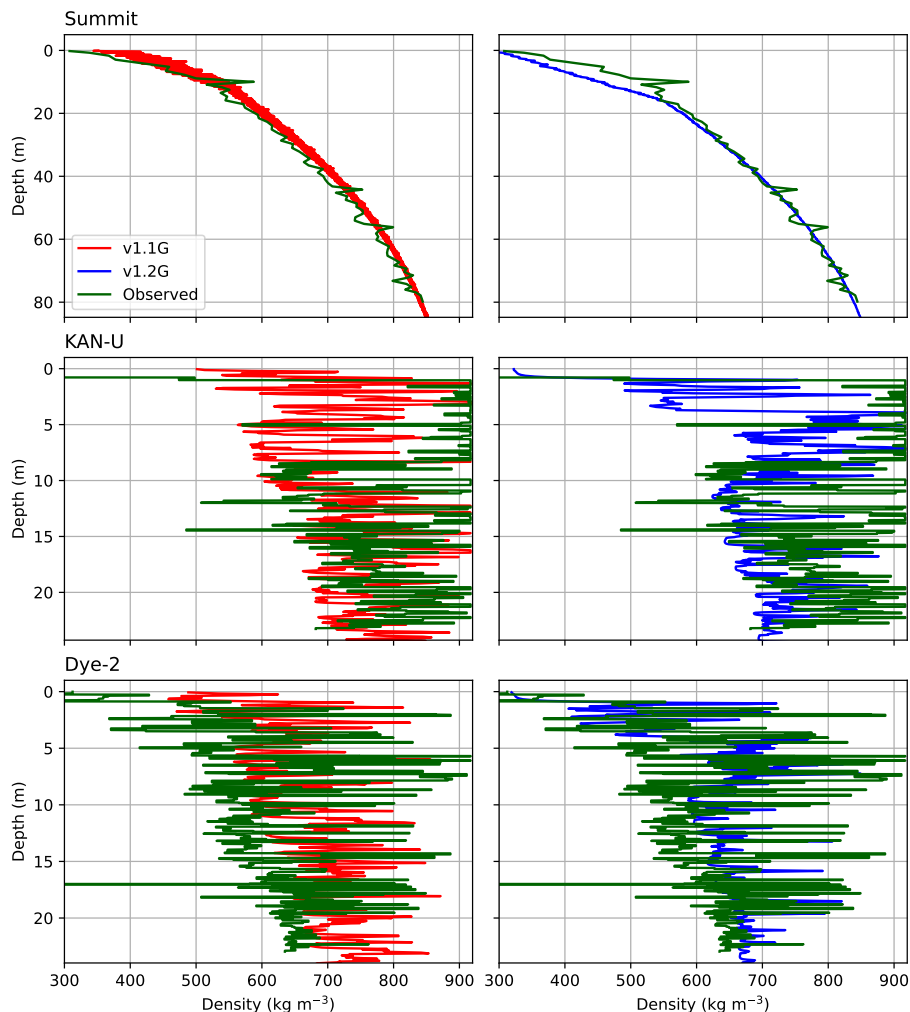 Summit
0
20
40
60
80
Depth (m)
v1.1G
v1.2G
Observed
KAN-U
0
5
10
15
20
Depth (m)
Dye-2
0
5
10
15
20
Depth (m)
300 400 500 600 700 800 900
Density (kg m⁻³)
300 400 500 600 700 800 900
Density (kg m⁻³)